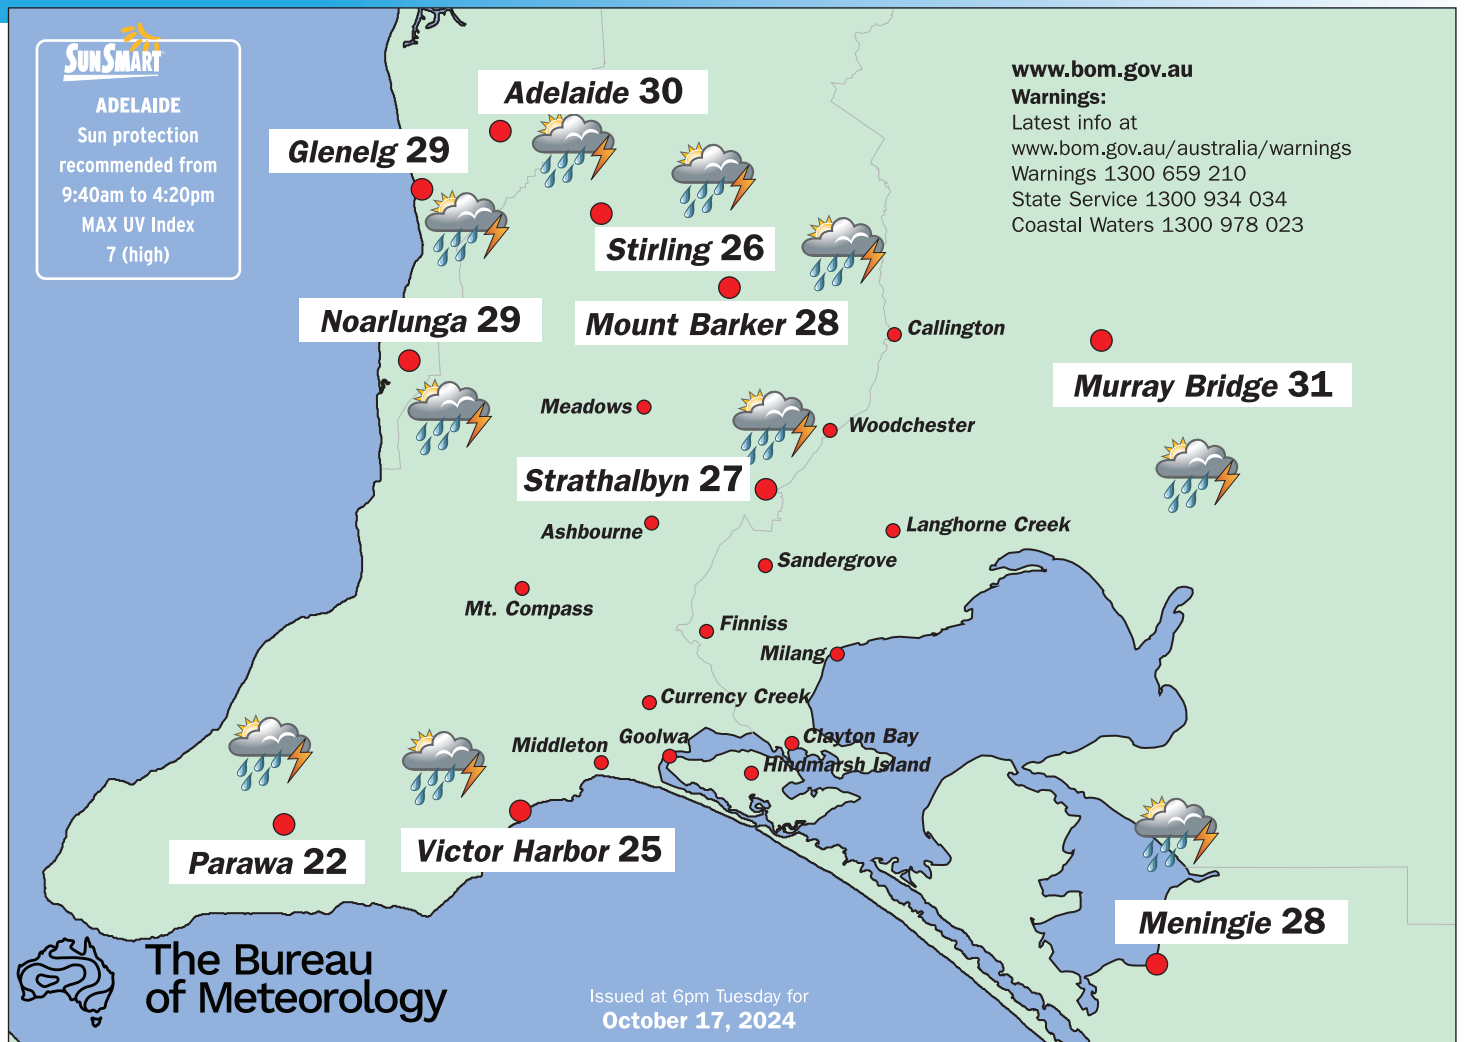 SunSmart
ADELAIDE
Sun protection
recommended from
9:40am to 4:20pm
MAX UV Index
7 (high)
www.bom.gov.au
Warnings:
Latest info at
www.bom.gov.au/australia/warnings
Warnings 1300 659 210
State Service 1300 934 034
Coastal Waters 1300 978 023
Adelaide 30
Glenelg 29
Stirling 26
Noarlunga 29
Mount Barker 28
Callington
Murray Bridge 31
Meadows
Woodchester
Strathalbyn 27
Ashbourne
Langhorne Creek
Sandergrove
Mt. Compass
Finniss
Milang
Currency Creek
Middleton
Goolwa
Clayton Bay
Hindmarsh Island
Parawa 22
Victor Harbor 25
Meningie 28
The Bureau
of Meteorology
Issued at 6pm Tuesday for
October 17, 2024